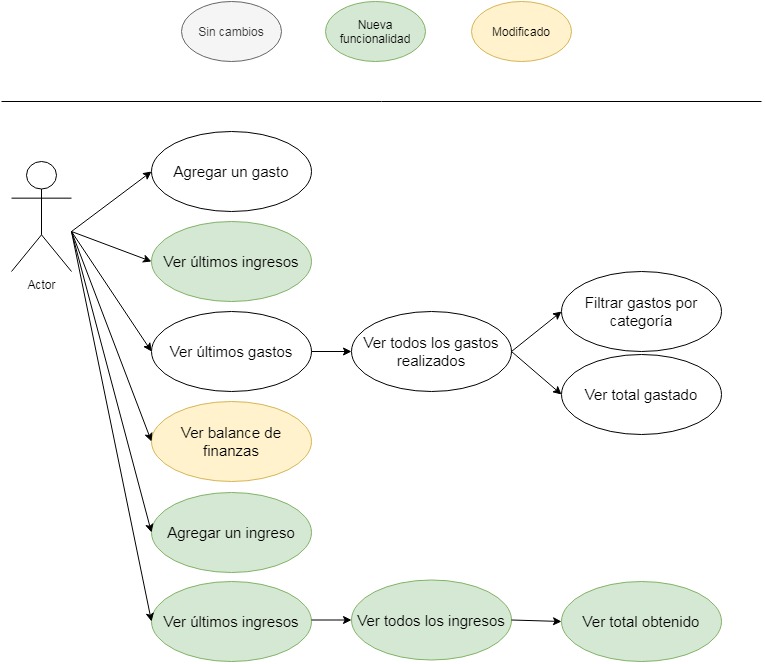 Sin cambios
Nueva
funcionalidad
Modificado
Actor
Agregar un gasto
Ver últimos ingresos
Ver últimos gastos
Ver todos los gastos
realizados
Filtrar gastos por
categoría
Ver total gastado
Ver balance de
finanzas
Agregar un ingreso
Ver últimos ingresos
Ver todos los ingresos
Ver total obtenido